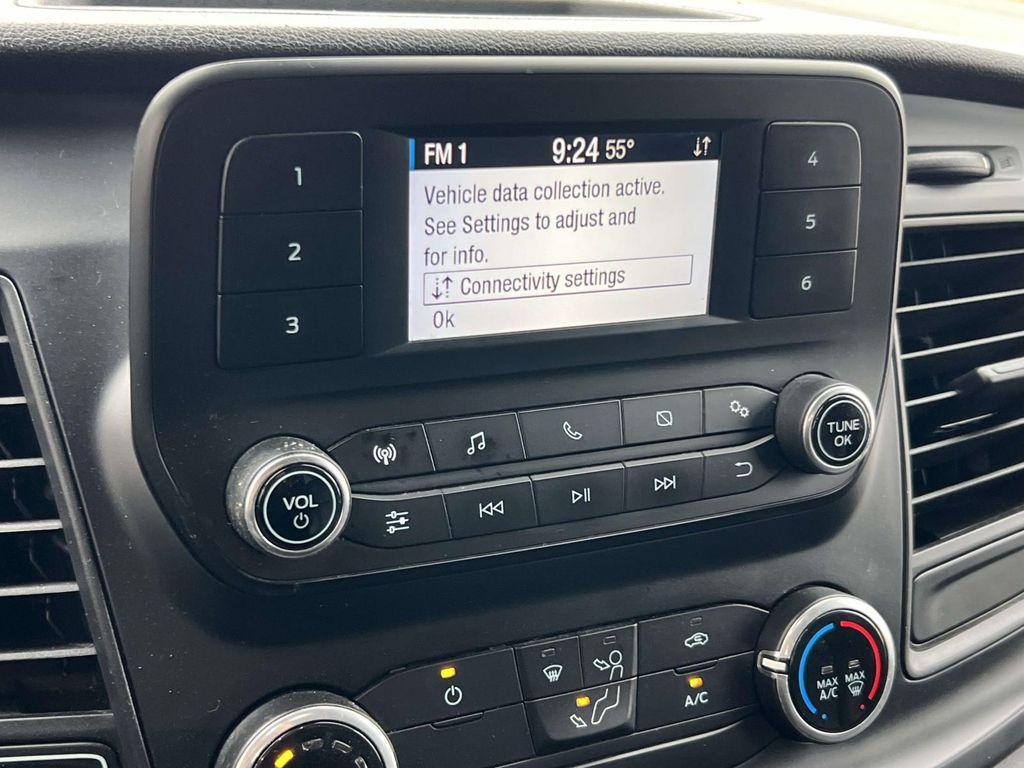 FM 1 9:24 55°
Vehicle data collection active.
See Settings to adjust and
for info.
Connectivity settings
Ok
1
2
3
4
5
6
VOL
TUNE
OK
A/C
MAX
A/C
MAX